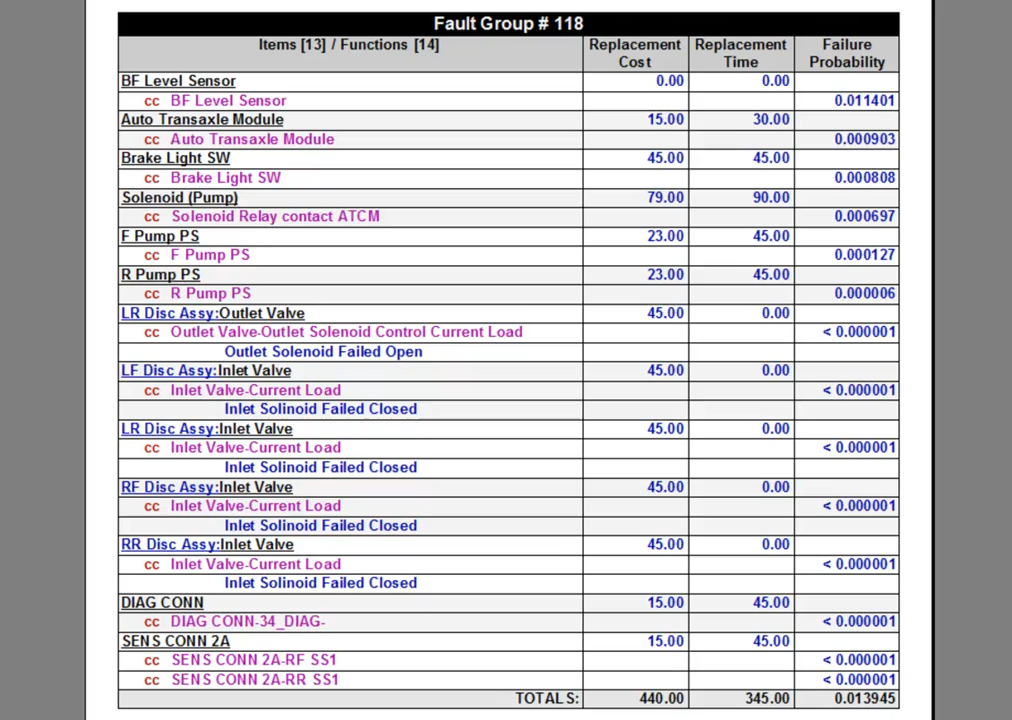 Fault Group # 118
Items [13] / Functions [14] Replacement Cost Replacement Time Failure Probability
BF Level Sensor 0.00 0.00
cc BF Level Sensor 0.011401
Auto Transaxle Module 15.00 30.00
cc Auto Transaxle Module 0.000903
Brake Light SW 45.00 45.00
cc Brake Light SW 0.000808
Solenoid (Pump) 79.00 90.00
cc Solenoid Relay contact ATCM 0.000697
F Pump PS 23.00 45.00
cc F Pump PS 0.000127
R Pump PS 23.00 45.00
cc R Pump PS 0.000006
LR Disc Assy:Outlet Valve 45.00 0.00
cc Outlet Valve-Outlet Solenoid Control Current Load < 0.000001
Outlet Solenoid Failed Open
LF Disc Assy:Inlet Valve 45.00 0.00
cc Inlet Valve-Current Load < 0.000001
Inlet Solinoid Failed Closed
LR Disc Assy:Inlet Valve 45.00 0.00
cc Inlet Valve-Current Load < 0.000001
Inlet Solinoid Failed Closed
RF Disc Assy:Inlet Valve 45.00 0.00
cc Inlet Valve-Current Load < 0.000001
Inlet Solinoid Failed Closed
RR Disc Assy:Inlet Valve 45.00 0.00
cc Inlet Valve-Current Load < 0.000001
Inlet Solinoid Failed Closed
DIAG CONN 15.00 45.00
cc DIAG CONN-34_DIAG- < 0.000001
SENS CONN 2A 15.00 45.00
cc SENS CONN 2A-RF SS1 < 0.000001
cc SENS CONN 2A-RR SS1 < 0.000001
TOTALS: 440.00 345.00 0.013945